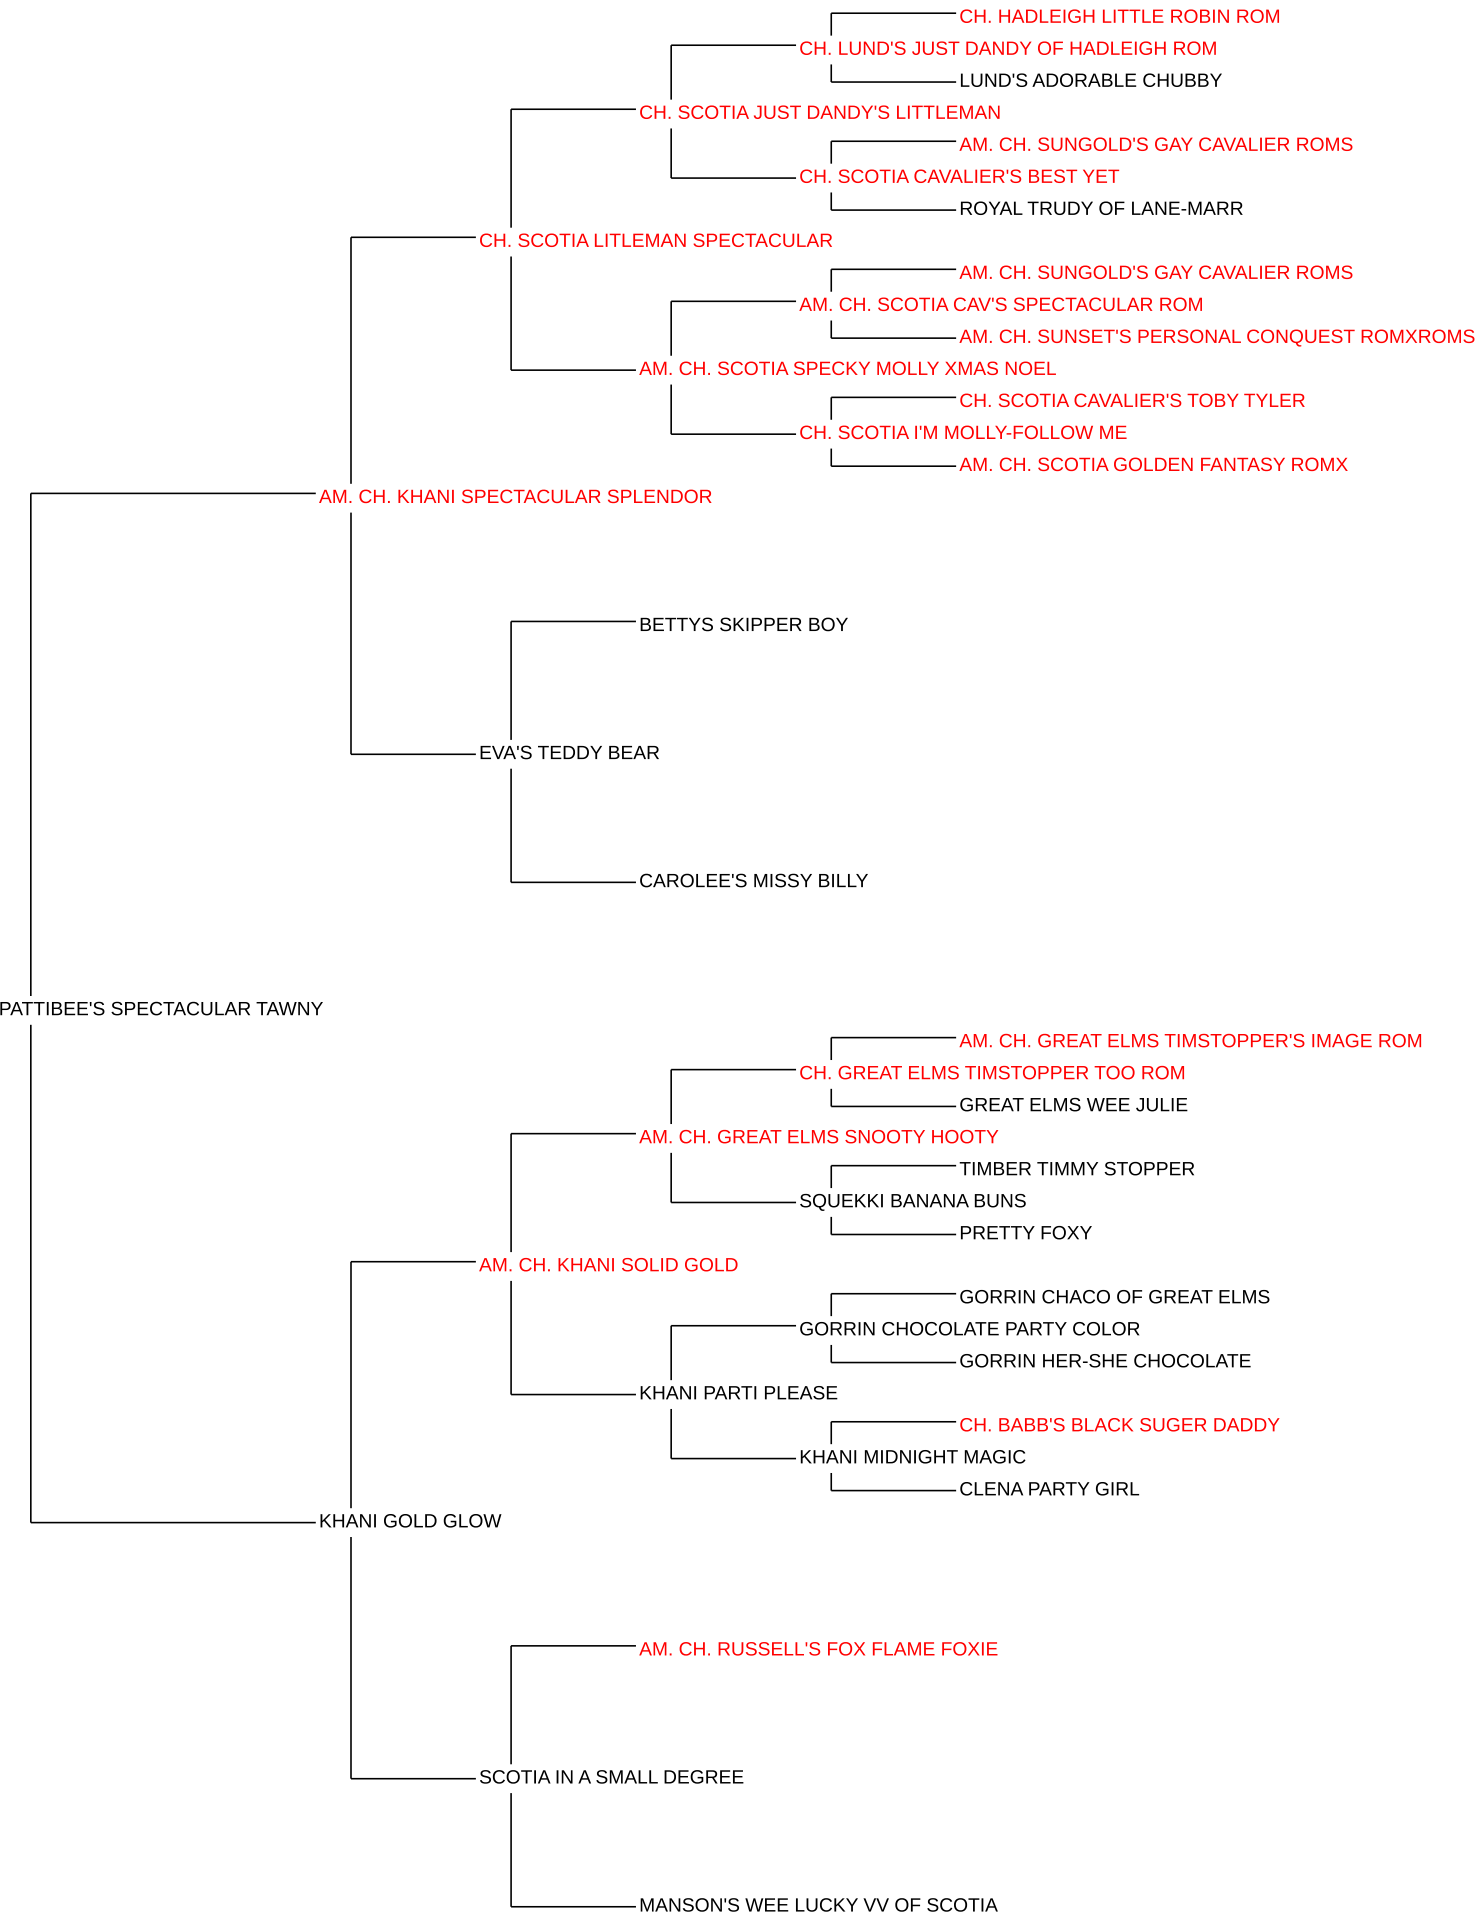 CH. HADLEIGH LITTLE ROBIN ROM
CH. LUND'S JUST DANDY OF HADLEIGH ROM
LUND'S ADORABLE CHUBBY
CH. SCOTIA JUST DANDY'S LITTLEMAN
AM. CH. SUNGOLD'S GAY CAVALIER ROMS
CH. SCOTIA CAVALIER'S BEST YET
ROYAL TRUDY OF LANE-MARR
CH. SCOTIA LITLEMAN SPECTACULAR
AM. CH. SUNGOLD'S GAY CAVALIER ROMS
AM. CH. SCOTIA CAV'S SPECTACULAR ROM
AM. CH. SUNSET'S PERSONAL CONQUEST ROMXROMS
AM. CH. SCOTIA SPECKY MOLLY XMAS NOEL
CH. SCOTIA CAVALIER'S TOBY TYLER
CH. SCOTIA I'M MOLLY-FOLLOW ME
AM. CH. SCOTIA GOLDEN FANTASY ROMX
AM. CH. KHANI SPECTACULAR SPLENDOR
BETTYS SKIPPER BOY
EVA'S TEDDY BEAR
CAROLEE'S MISSY BILLY
PATTIBEE'S SPECTACULAR TAWNY
AM. CH. GREAT ELMS TIMSTOPPER'S IMAGE ROM
CH. GREAT ELMS TIMSTOPPER TOO ROM
GREAT ELMS WEE JULIE
AM. CH. GREAT ELMS SNOOTY HOOTY
TIMBER TIMMY STOPPER
SQUEKKI BANANA BUNS
PRETTY FOXY
AM. CH. KHANI SOLID GOLD
GORRIN CHACO OF GREAT ELMS
GORRIN CHOCOLATE PARTY COLOR
GORRIN HER-SHE CHOCOLATE
KHANI PARTI PLEASE
CH. BABB'S BLACK SUGER DADDY
KHANI MIDNIGHT MAGIC
CLENA PARTY GIRL
KHANI GOLD GLOW
AM. CH. RUSSELL'S FOX FLAME FOXIE
SCOTIA IN A SMALL DEGREE
MANSON'S WEE LUCKY VV OF SCOTIA